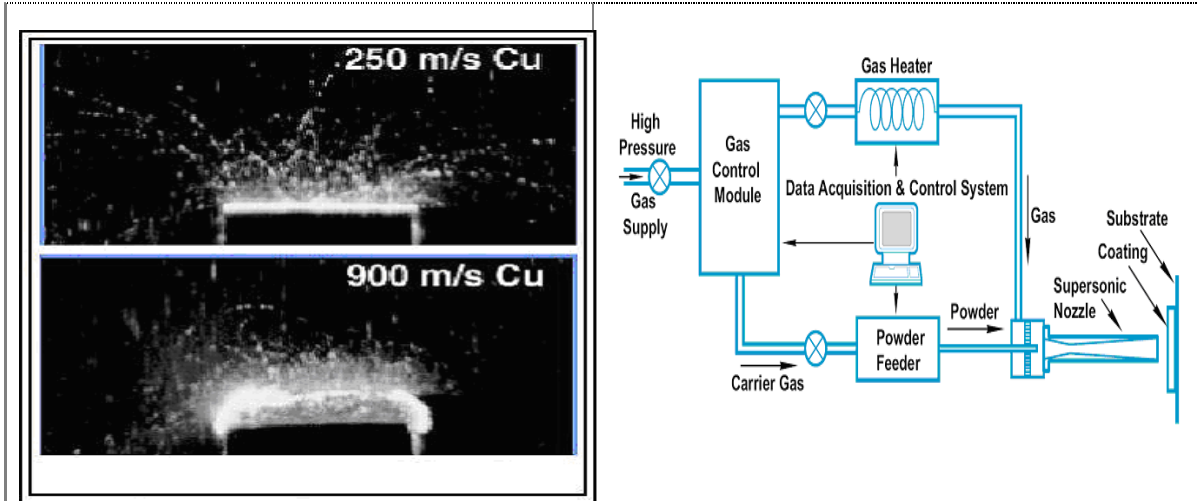 250 m/s Cu
900 m/s Cu
Gas Heater
High
Pressure
Gas
Supply
Gas
Control
Module
Data Acquisition & Control System
Gas
Substrate
Coating
Supersonic
Nozzle
Powder
Powder
Feeder
Carrier Gas